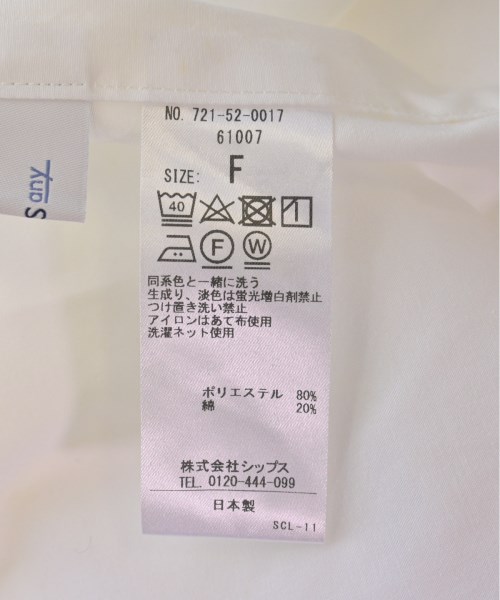 NO. 721-52-0017
61007
SIZE: F
40
F W
同系色と一緒に洗う
生成り、淡色は蛍光増白剤禁止
つけ置き洗い禁止
アイロンはあて布使用
洗濯ネット使用
ポリエステル 80%
綿 20%
株式会社シップス
TEL. 0120-444-099
日本製
SCL-11
S any